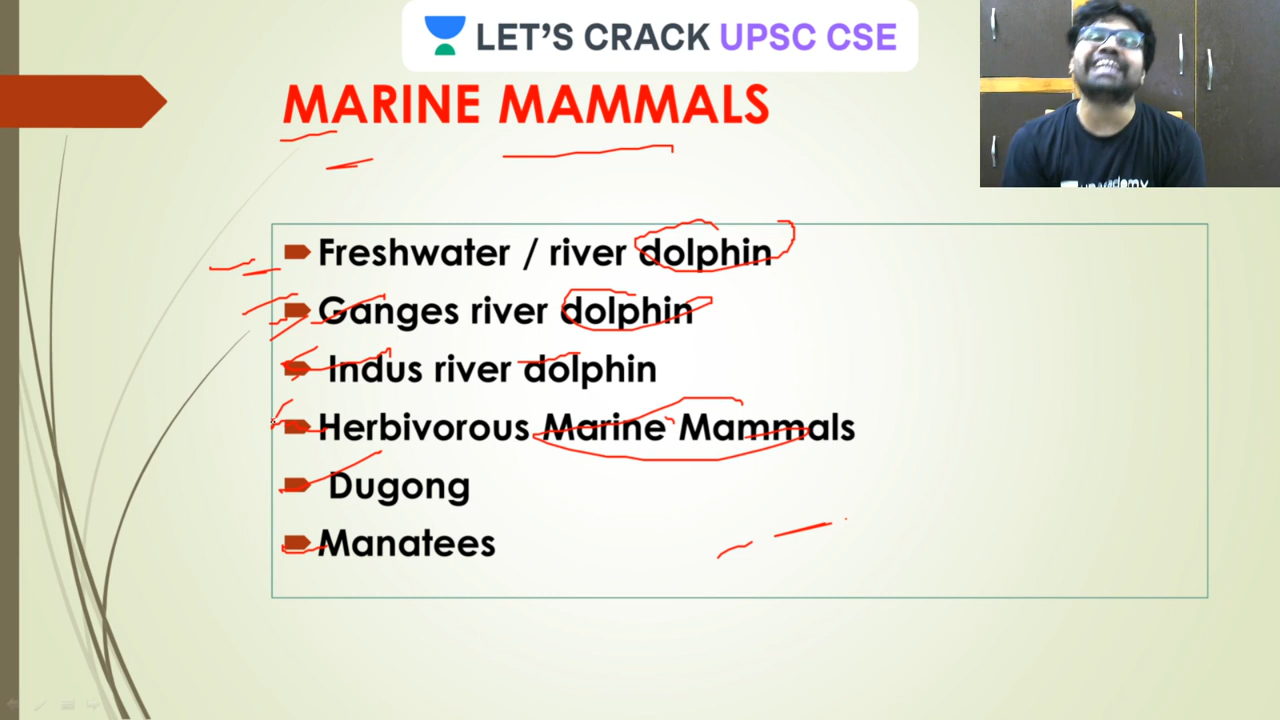 LET'S CRACK UPSC CSE
MARINE MAMMALS
Freshwater / river dolphin
Ganges river dolphin
Indus river dolphin
Herbivorous Marine Mammals
Dugong
Manatees